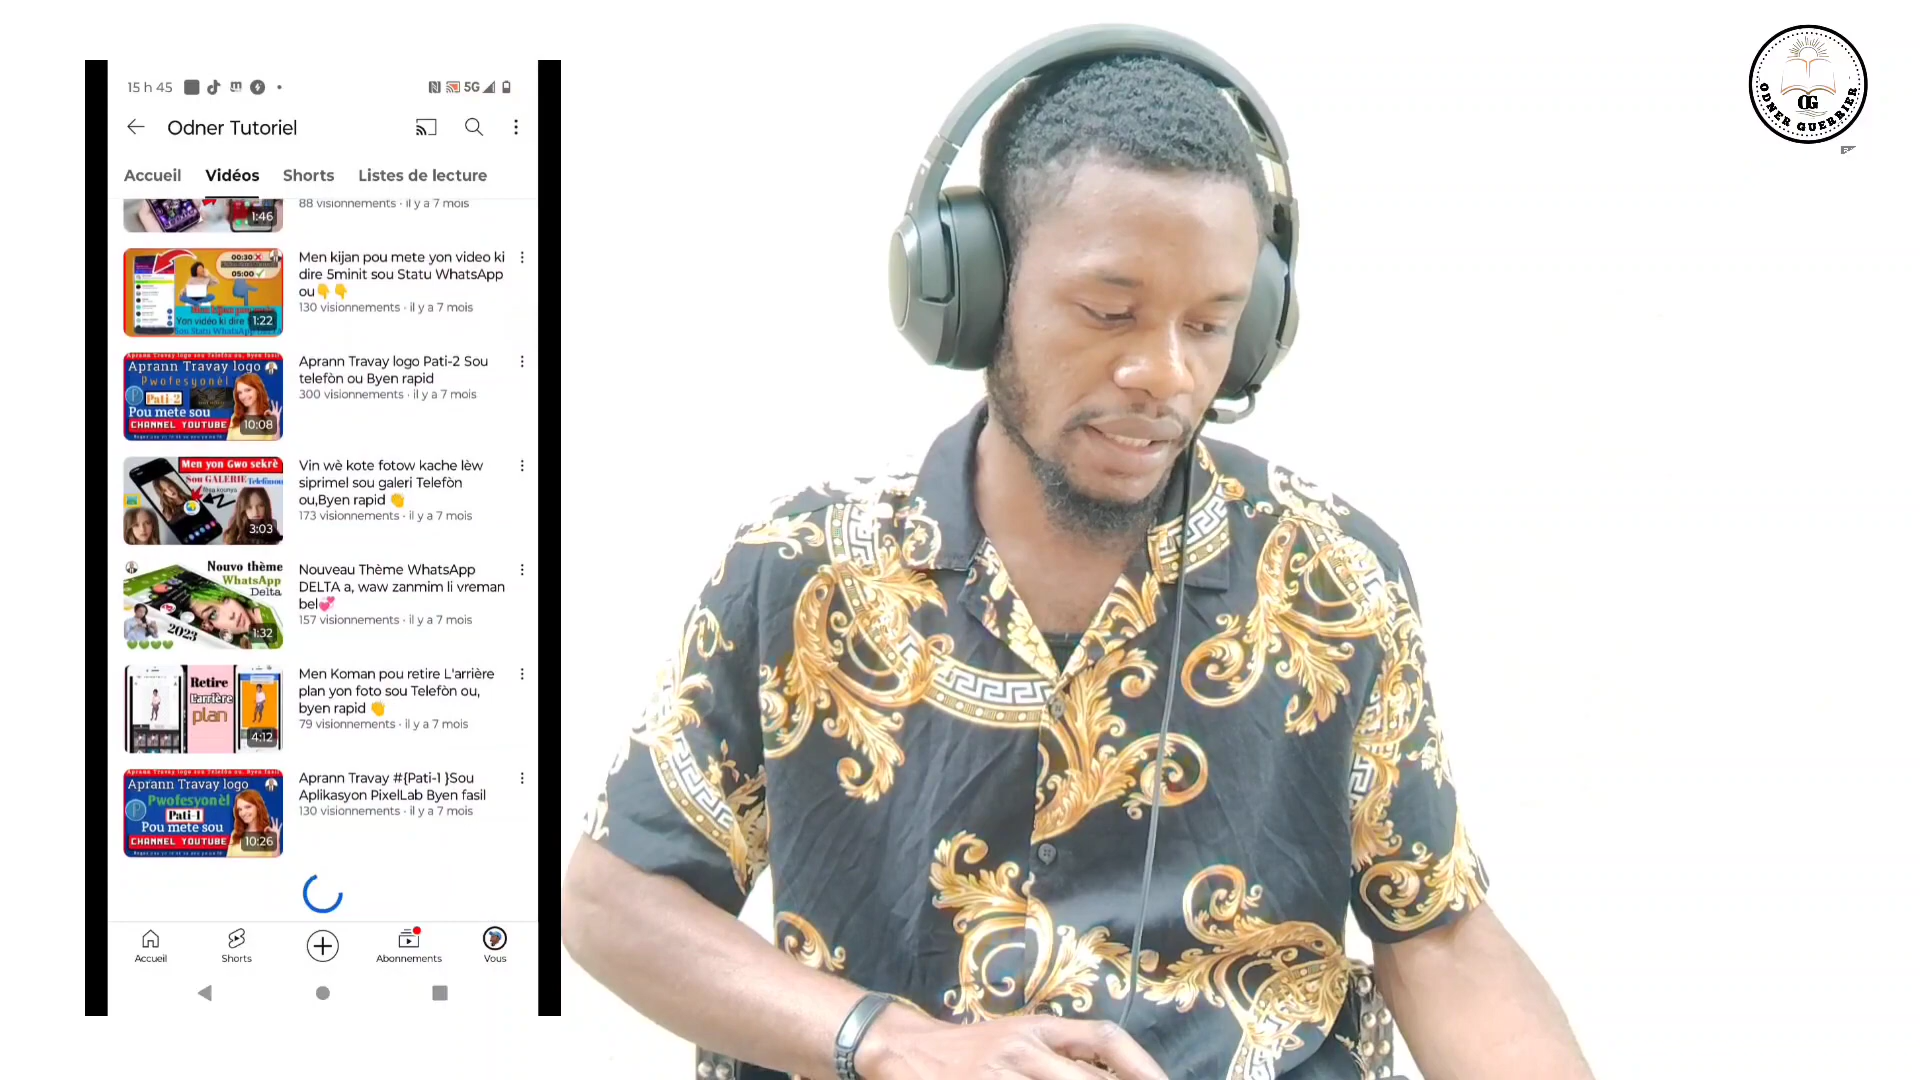 15 h 45
5G
Odner Tutoriel
Accueil Vidéos Shorts Listes de lecture
1:46
88 visionnements · il y a 7 mois
00:30
05:00
1:22
Men kijan pou mete yon video ki
dire 5minit sou Statu WhatsApp
ou👇👇
130 visionnements · il y a 7 mois
Aprann Travay logo
Pwofesyonèl
Pati 2
Pou mete sou
CHANNEL YOUTUBE
10:08
Aprann Travay logo Pati-2 Sou
telefòn ou Byen rapid
300 visionnements · il y a 7 mois
Men yon Gwo sekrè
Sou GALERIE Telefònou
3:03
Vin wè kote fotow kache lèw
siprimel sou galeri Telefòn
ou,Byen rapid 👏
173 visionnements · il y a 7 mois
Nouvo thème
WhatsApp
Delta
2023
1:32
Nouveau Thème WhatsApp
DELTA a, waw zanmim li vreman
bel💞
157 visionnements · il y a 7 mois
Retire
L'arrière
plan
4:12
Men Koman pou retire L'arrière
plan yon foto sou Telefòn ou,
byen rapid 👏
79 visionnements · il y a 7 mois
Aprann Travay logo
Pwofesyonèl
Pati-1
Pou mete sou
CHANNEL YOUTUBE
10:26
Aprann Travay #{Pati-1 }Sou
Aplikasyon PixelLab Byen fasil
130 visionnements · il y a 7 mois
Accueil Shorts Abonnements Vous
OG
ODNER GUERRIER